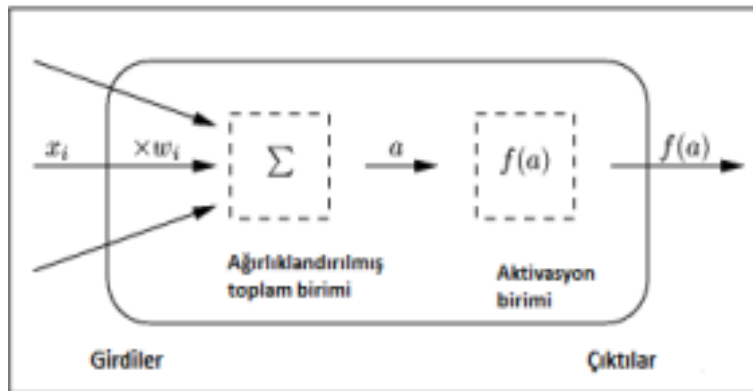 x_i ×w_i Σ a f(a) f(a)
Ağırlıklandırılmış
toplam birimi
Aktivasyon
birimi
Girdiler Çıktılar